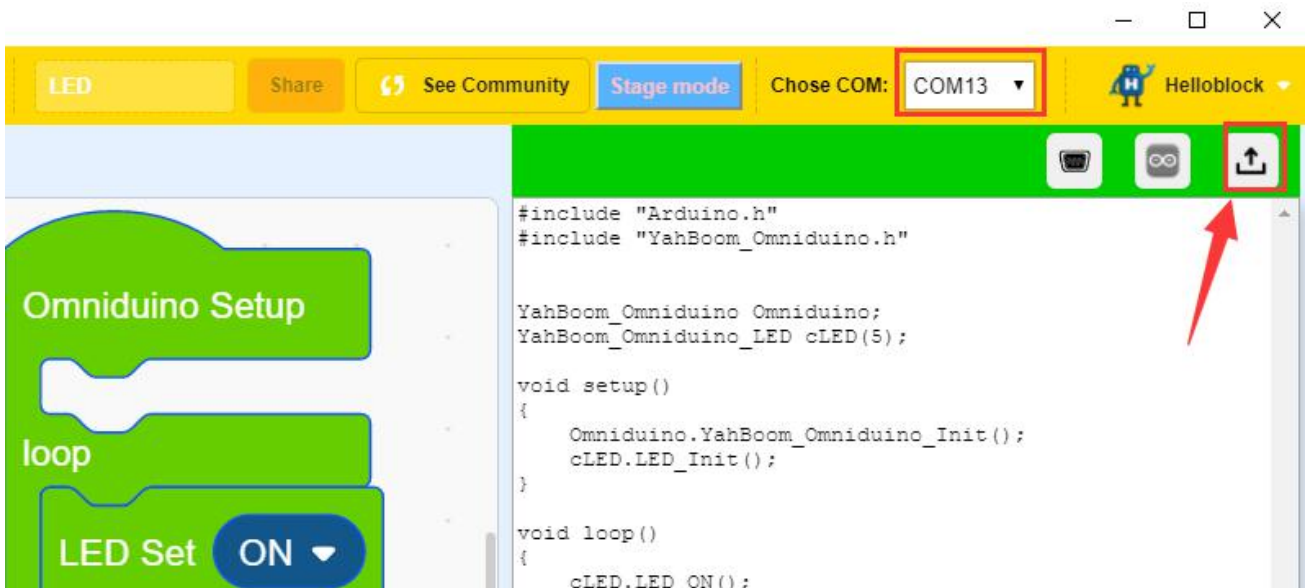 LED
Share
See Community
Stage mode
Chose COM:
COM13
Helloblock
Omniduino Setup
loop
LED Set ON
#include "Arduino.h"
#include "YahBoom_Omniduino.h"
YahBoom_Omniduino Omniduino;
YahBoom_Omniduino_LED cLED(5);
void setup()
{
Omniduino.YahBoom_Omniduino_Init();
cLED.LED_Init();
}
void loop()
{
cLED.LED_ON();